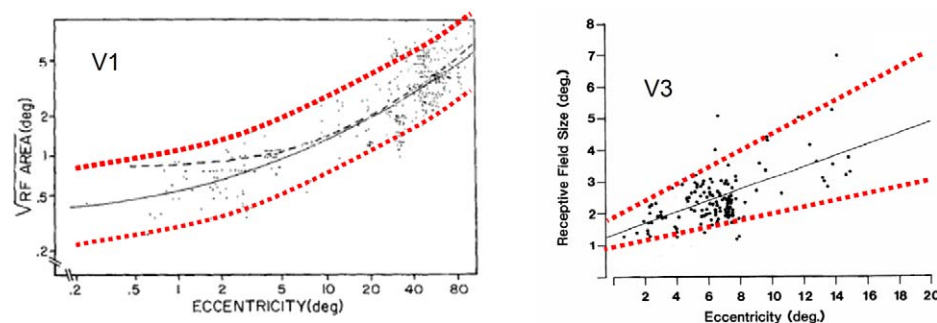 V1
√RF AREA(deg)
5
2
1
.5
.2
.2 .5 1 2 5 10 20 40 80
ECCENTRICITY(deg)
V3
Receptive Field Size (deg.)
8
7
6
5
4
3
2
1
2 4 6 8 10 12 14 16 18 20
Eccentricity (deg.)